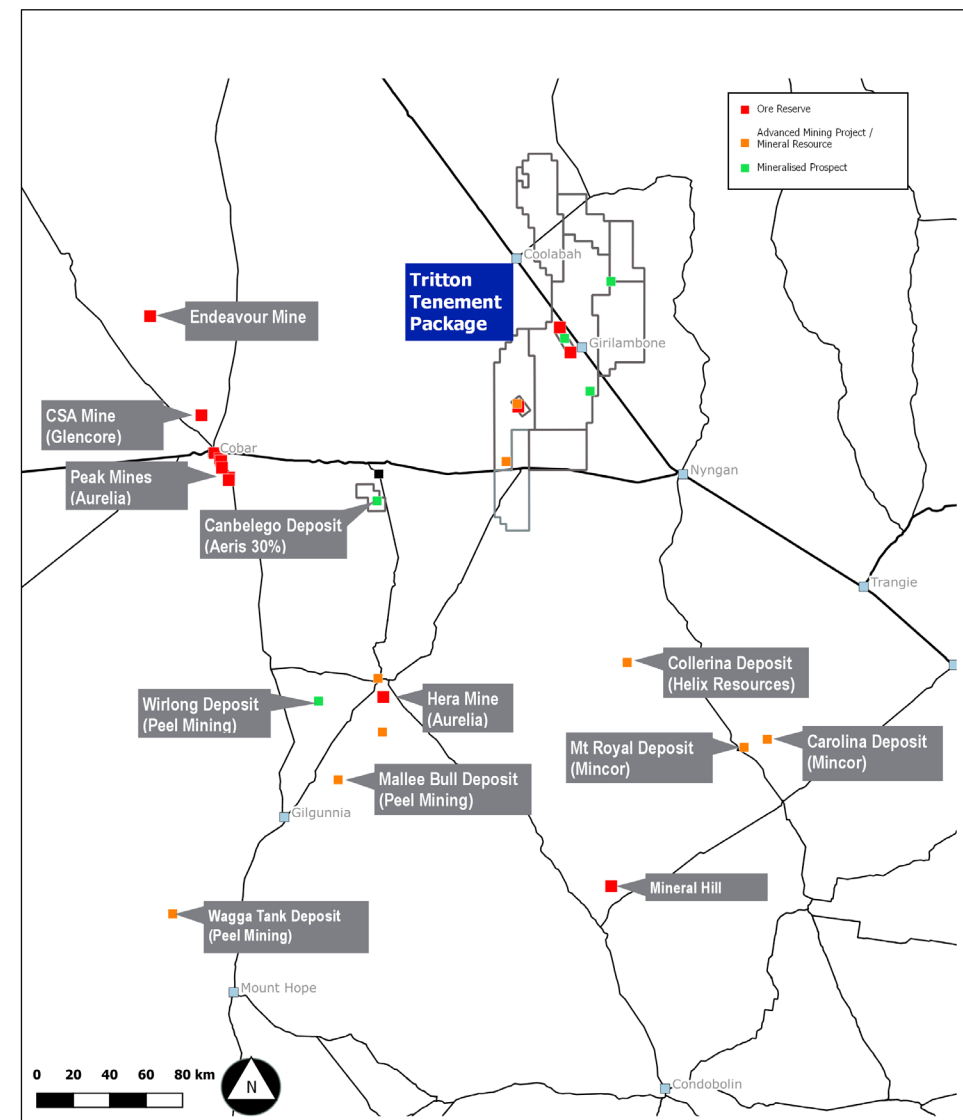 Ore Reserve
Advanced Mining Project /
Mineral Resource
Mineralised Prospect
Coolabah
Tritton
Tenement
Package
Endeavour Mine
Girilambone
CSA Mine
(Glencore)
Cobar
Peak Mines
(Aurelia)
Nyngan
Canbelego Deposit
(Aeris 30%)
Trangie
Collerina Deposit
(Helix Resources)
Wirlong Deposit
(Peel Mining)
Hera Mine
(Aurelia)
Mt Royal Deposit
(Mincor)
Carolina Deposit
(Mincor)
Mallee Bull Deposit
(Peel Mining)
Gilgunnia
Mineral Hill
Wagga Tank Deposit
(Peel Mining)
Mount Hope
0 20 40 60 80 km
N
Condobolin